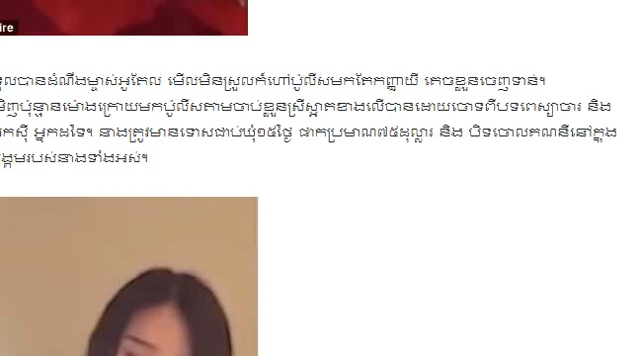 ire
ួលបានដំណឹងម្ចាស់អូតែល មើលមិនស្រួលក៏ហៅប៉ូលីសមកតែកញ្ញាយី គេចខ្លួនចេញទាន់។
មិញប៉ុន្មានម៉ោងក្រោយមកប៉ូលីសតាមចាប់ខ្លួនស្រីស្អាតខាងលើបានដោយចោទពីបទពេស្យាចារ និង
រកស៊ី អ្នកដទៃ។ នាងត្រូវមានទោសជាប់ឃុំ១៥ថ្ងៃ ផាកប្រមាណ៧៥ដុល្លារ និង បិទចោលគណនីនៅក្នុង
ង្គមរបស់នាងទាំងអស់។